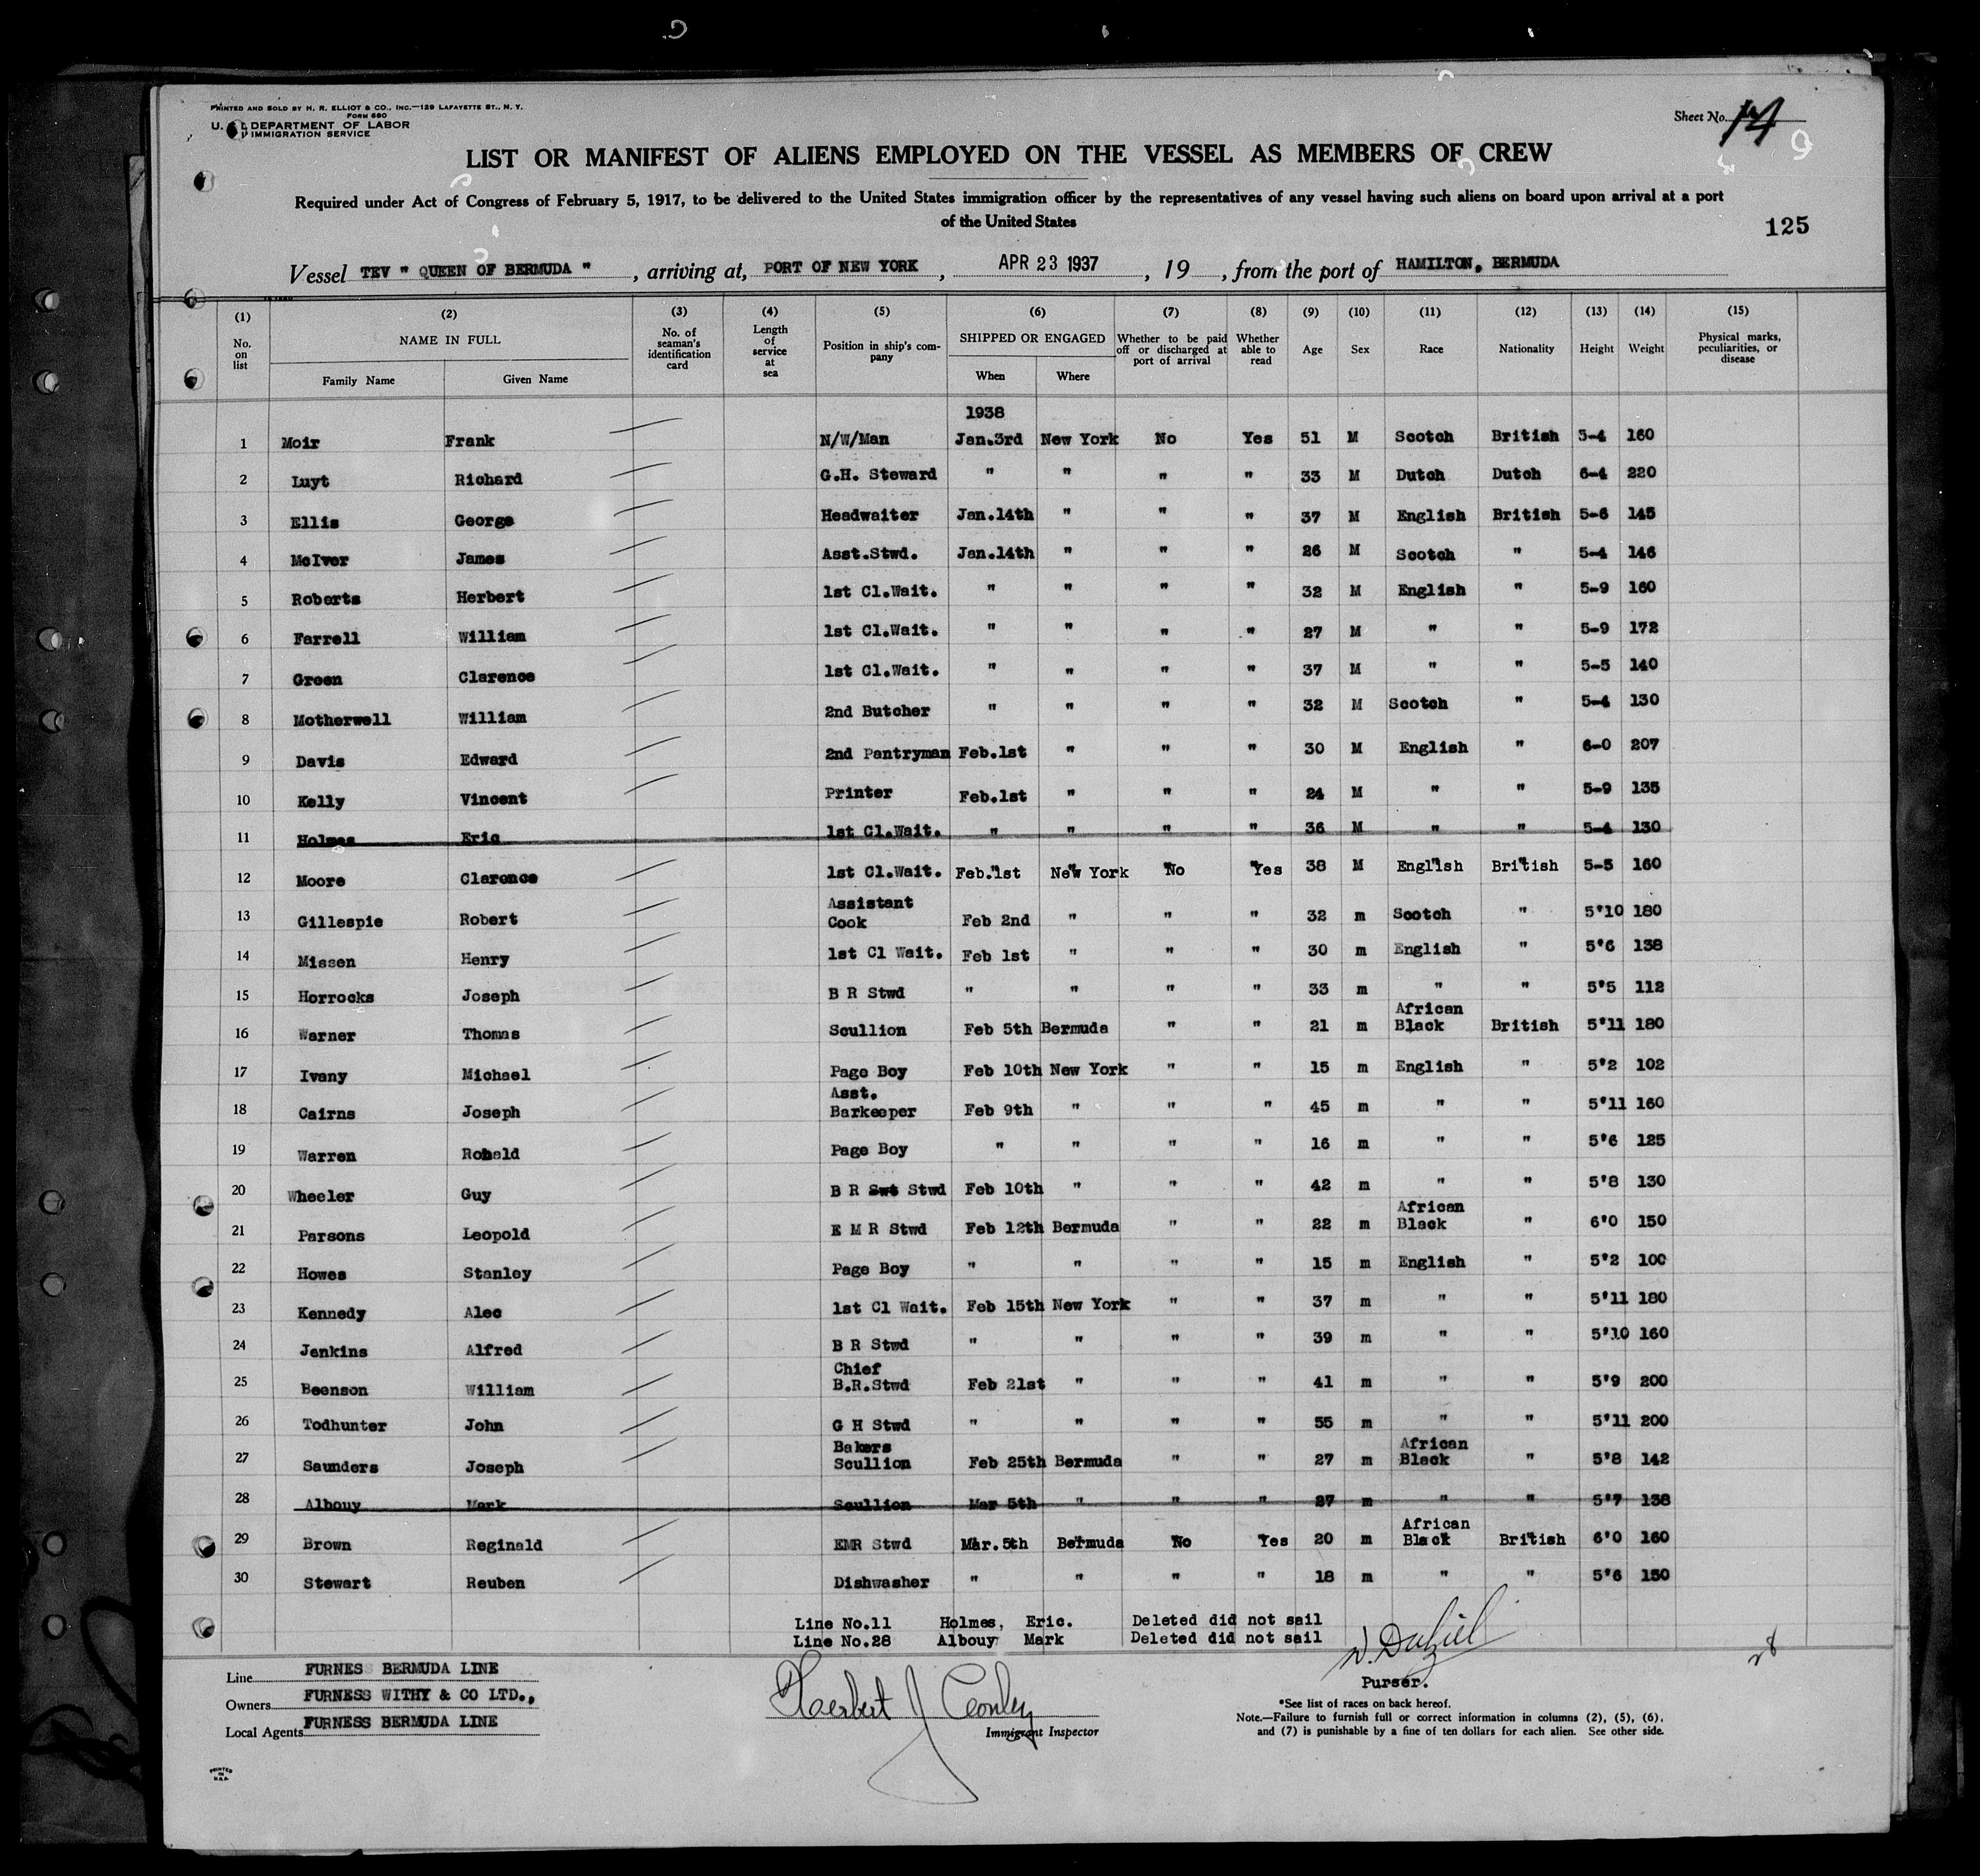 PRINTED AND SOLD BY H. R. ELLIOT & CO., INC.—129 LAFAYETTE ST., N. Y.
FORM 680
U. S. DEPARTMENT OF LABOR
IMMIGRATION SERVICE
Sheet No. 14
LIST OR MANIFEST OF ALIENS EMPLOYED ON THE VESSEL AS MEMBERS OF CREW
Required under Act of Congress of February 5, 1917, to be delivered to the United States immigration officer by the representatives of any vessel having such aliens on board upon arrival at a port
of the United States
125
Vessel TEV " QUEEN OF BERMUDA " , arriving at, PORT OF NEW YORK , APR 23 1937 , 19 , from the port of HAMILTON, BERMUDA
(1) (2) (3) (4) (5) (6) (7) (8) (9) (10) (11) (12) (13) (14) (15)
No. on list NAME IN FULL No. of seaman's identification card Length of service at sea Position in ship's company SHIPPED OR ENGAGED Whether to be paid off or discharged at port of arrival Whether able to read Age Sex Race Nationality Height Weight Physical marks, peculiarities, or disease
Family Name Given Name When Where
1938
1 Moir Frank N/W/Man Jan.3rd New York No Yes 51 M Scotch British 5-4 160
2 Luyt Richard G.H. Steward " " " " 33 M Dutch Dutch 6-4 220
3 Ellis George Headwaiter Jan.14th " " " 37 M English British 5-6 145
4 McIver James Asst.Stwd. Jan.14th " " " 26 M Scotch " 5-4 146
5 Roberts Herbert 1st Cl.Wait. " " " " 32 M English " 5-9 160
6 Farrell William 1st Cl.Wait. " " " " 27 M " " 5-9 172
7 Green Clarence 1st Cl.Wait. " " " " 37 M " " 5-5 140
8 Motherwell William 2nd Butcher " " " " 32 M Scotch " 5-4 130
9 Davis Edward 2nd Pantryman Feb.1st " " " 30 M English " 6-0 207
10 Kelly Vincent Printer Feb.1st " " " 24 M " " 5-9 135
11 Holmes Eric 1st Cl.Wait. " " " " 36 M " " 5-4 130
12 Moore Clarence 1st Cl.Wait. Feb.1st New York No Yes 38 M English British 5-5 160
13 Gillespie Robert Assistant Cook Feb 2nd " " " 32 m Scotch " 5'10 180
14 Missen Henry 1st Cl Wait. Feb 1st " " " 30 m English " 5'6 138
15 Horrocks Joseph B R Stwd " " " " 33 m " " 5'5 112
16 Warner Thomas Scullion Feb 5th Bermuda " " 21 m African Black British 5'11 180
17 Ivany Michael Page Boy Feb 10th New York " " 15 m English " 5'2 102
18 Cairns Joseph Asst. Barkeeper Feb 9th " " " 45 m " " 5'11 160
19 Warren Ronald Page Boy " " " " 16 m " " 5'6 125
20 Wheeler Guy B R Swt Stwd Feb 10th " " " 42 m " " 5'8 130
21 Parsons Leopold E M R Stwd Feb 12th Bermuda " " 22 m African Black " 6'0 150
22 Howes Stanley Page Boy " " " " 15 m English " 5'2 100
23 Kennedy Alec 1st Cl Wait. Feb 15th New York " " 37 m " " 5'11 180
24 Jenkins Alfred B R Stwd " " " " 39 m " " 5'10 160
25 Beenson William Chief B.R.Stwd Feb 21st " " " 41 m " " 5'9 200
26 Todhunter John G H Stwd " " " " 55 m " " 5'11 200
27 Saunders Joseph Bakers Scullion Feb 25th Bermuda " " 27 m African Black " 5'8 142
28 Albouy Mark Scullion Mar 5th " " " 27 m " " 5'7 138
29 Brown Reginald EMR Stwd Mar.5th Bermuda No Yes 20 m African Black British 6'0 160
30 Stewart Reuben Dishwasher " " " " 18 m " " 5'6 150
Line No.11 Holmes, Eric. Deleted did not sail
Line No.28 Albouy Mark Deleted did not sail
Line FURNESS BERMUDA LINE
Owners FURNESS WITHY & CO LTD.,
Local Agents FURNESS BERMUDA LINE
Herbert J Conley
Immigrant Inspector
Purser.
*See list of races on back hereof.
Note.—Failure to furnish full or correct information in columns (2), (5), (6), and (7) is punishable by a fine of ten dollars for each alien. See other side.
PRINTED IN U.S.A.